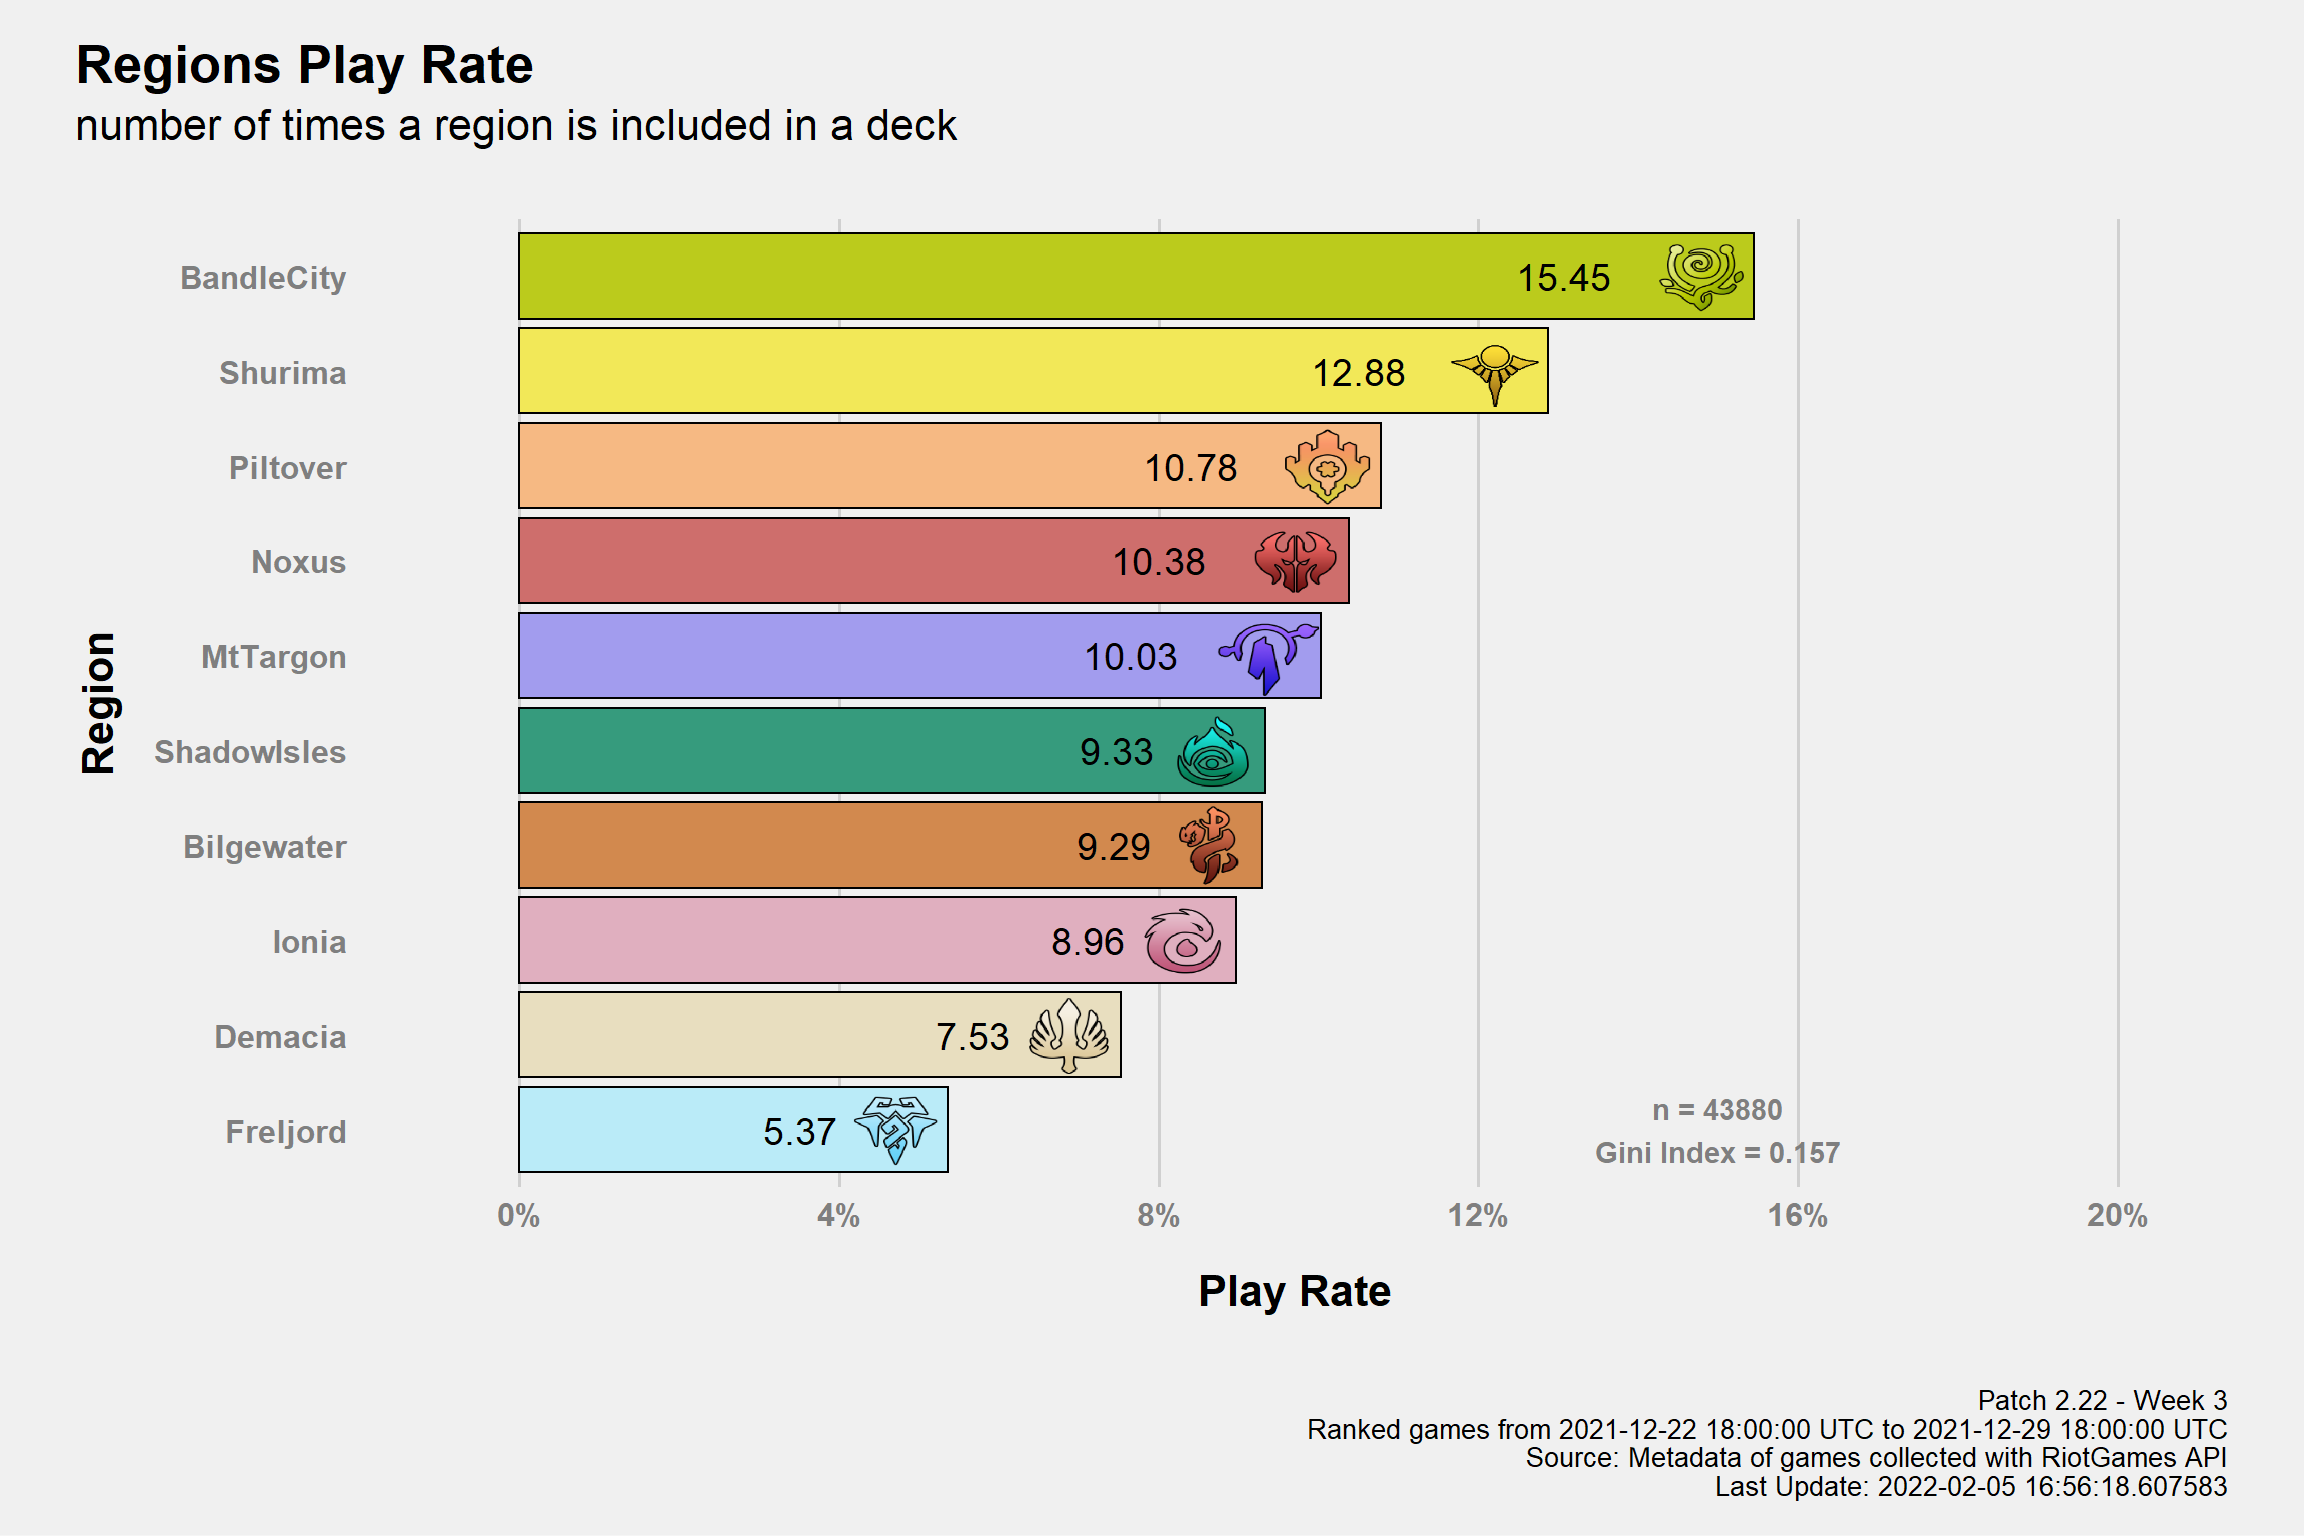 Regions Play Rate
number of times a region is included in a deck
BandleCity
15.45
Shurima
12.88
Piltover
10.78
Noxus
10.38
MtTargon
10.03
ShadowIsles
9.33
Bilgewater
9.29
Ionia
8.96
Demacia
7.53
Freljord
5.37
Region
n = 43880
Gini Index = 0.157
0% 4% 8% 12% 16% 20%
Play Rate
Patch 2.22 - Week 3
Ranked games from 2021-12-22 18:00:00 UTC to 2021-12-29 18:00:00 UTC
Source: Metadata of games collected with RiotGames API
Last Update: 2022-02-05 16:56:18.607583